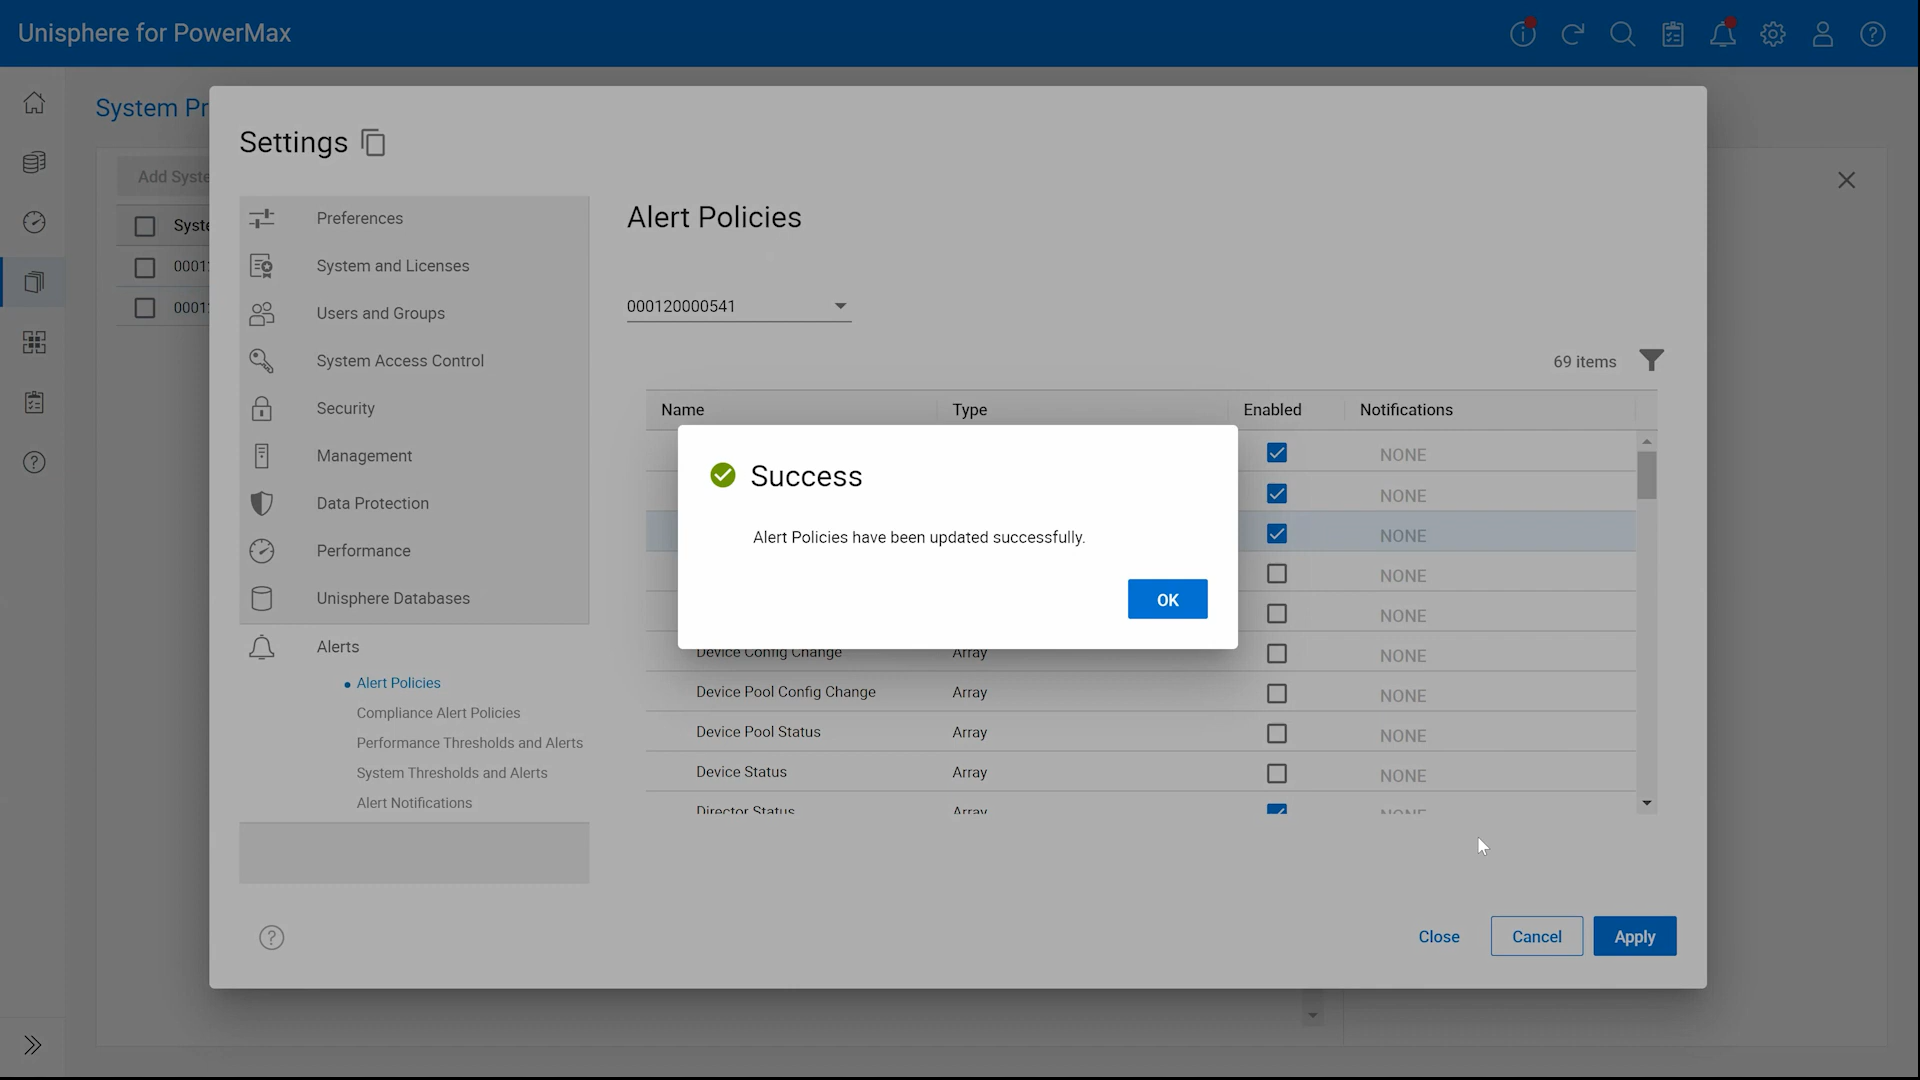 Unisphere for PowerMax
System Pr
Settings
Add Syste
Syste
0001
0001
Preferences
System and Licenses
Users and Groups
System Access Control
Security
Management
Data Protection
Performance
Unisphere Databases
Alerts
Alert Policies
Compliance Alert Policies
Performance Thresholds and Alerts
System Thresholds and Alerts
Alert Notifications
Alert Policies
000120000541
69 items
Name Type Enabled Notifications
NONE
NONE
NONE
NONE
NONE
Device Config Change Array NONE
Device Pool Config Change Array NONE
Device Pool Status Array NONE
Device Status Array NONE
Director Status Array NONE
Success
Alert Policies have been updated successfully.
OK
Close Cancel Apply